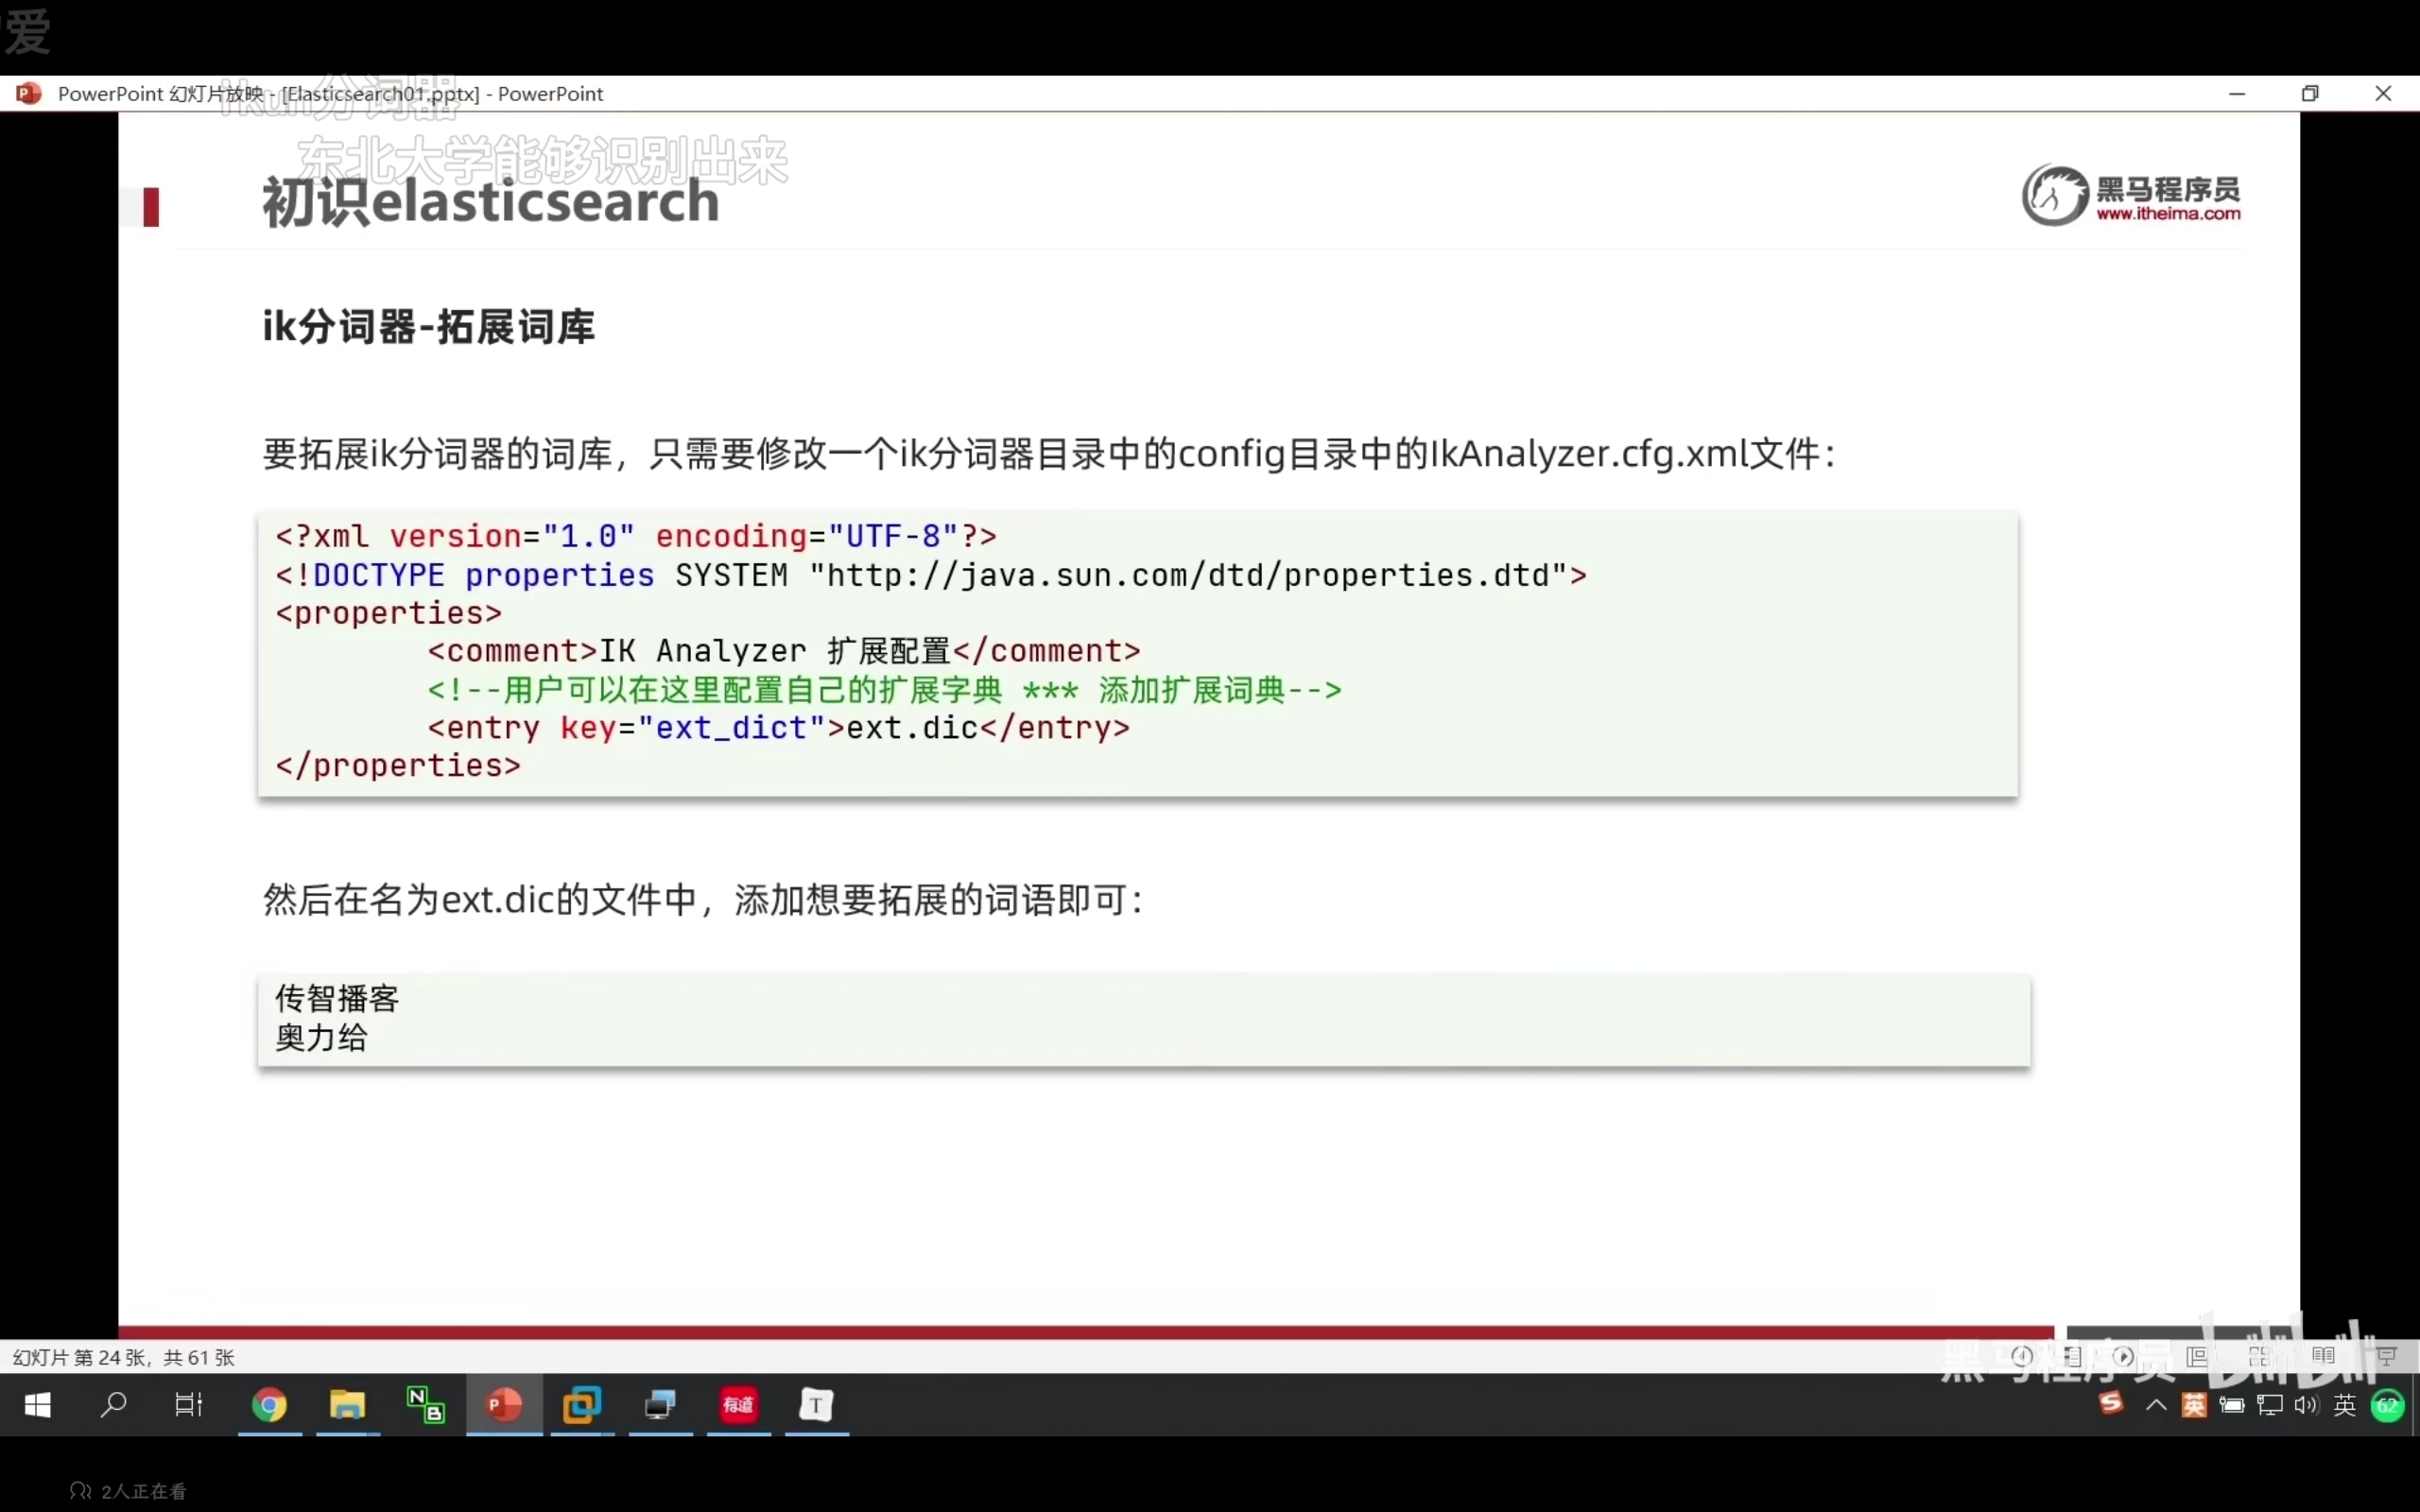 爱
PowerPoint 幻灯片放映 - [Elasticsearch01.pptx] - PowerPoint
ikun分词器
东北大学能够识别出来
初识elasticsearch
黑马程序员
www.itheima.com
ik分词器-拓展词库
要拓展ik分词器的词库，只需要修改一个ik分词器目录中的config目录中的IkAnalyzer.cfg.xml文件：
<?xml version="1.0" encoding="UTF-8"?>
<!DOCTYPE properties SYSTEM "http://java.sun.com/dtd/properties.dtd">
<properties>
        <comment>IK Analyzer 扩展配置</comment>
        <!--用户可以在这里配置自己的扩展字典 *** 添加扩展词典-->
        <entry key="ext_dict">ext.dic</entry>
</properties>
然后在名为ext.dic的文件中，添加想要拓展的词语即可：
传智播客
奥力给
幻灯片 第 24 张，共 61 张
黑马程序员 bilibili
N B
P
有道
T
S
英
英
62
2人正在看